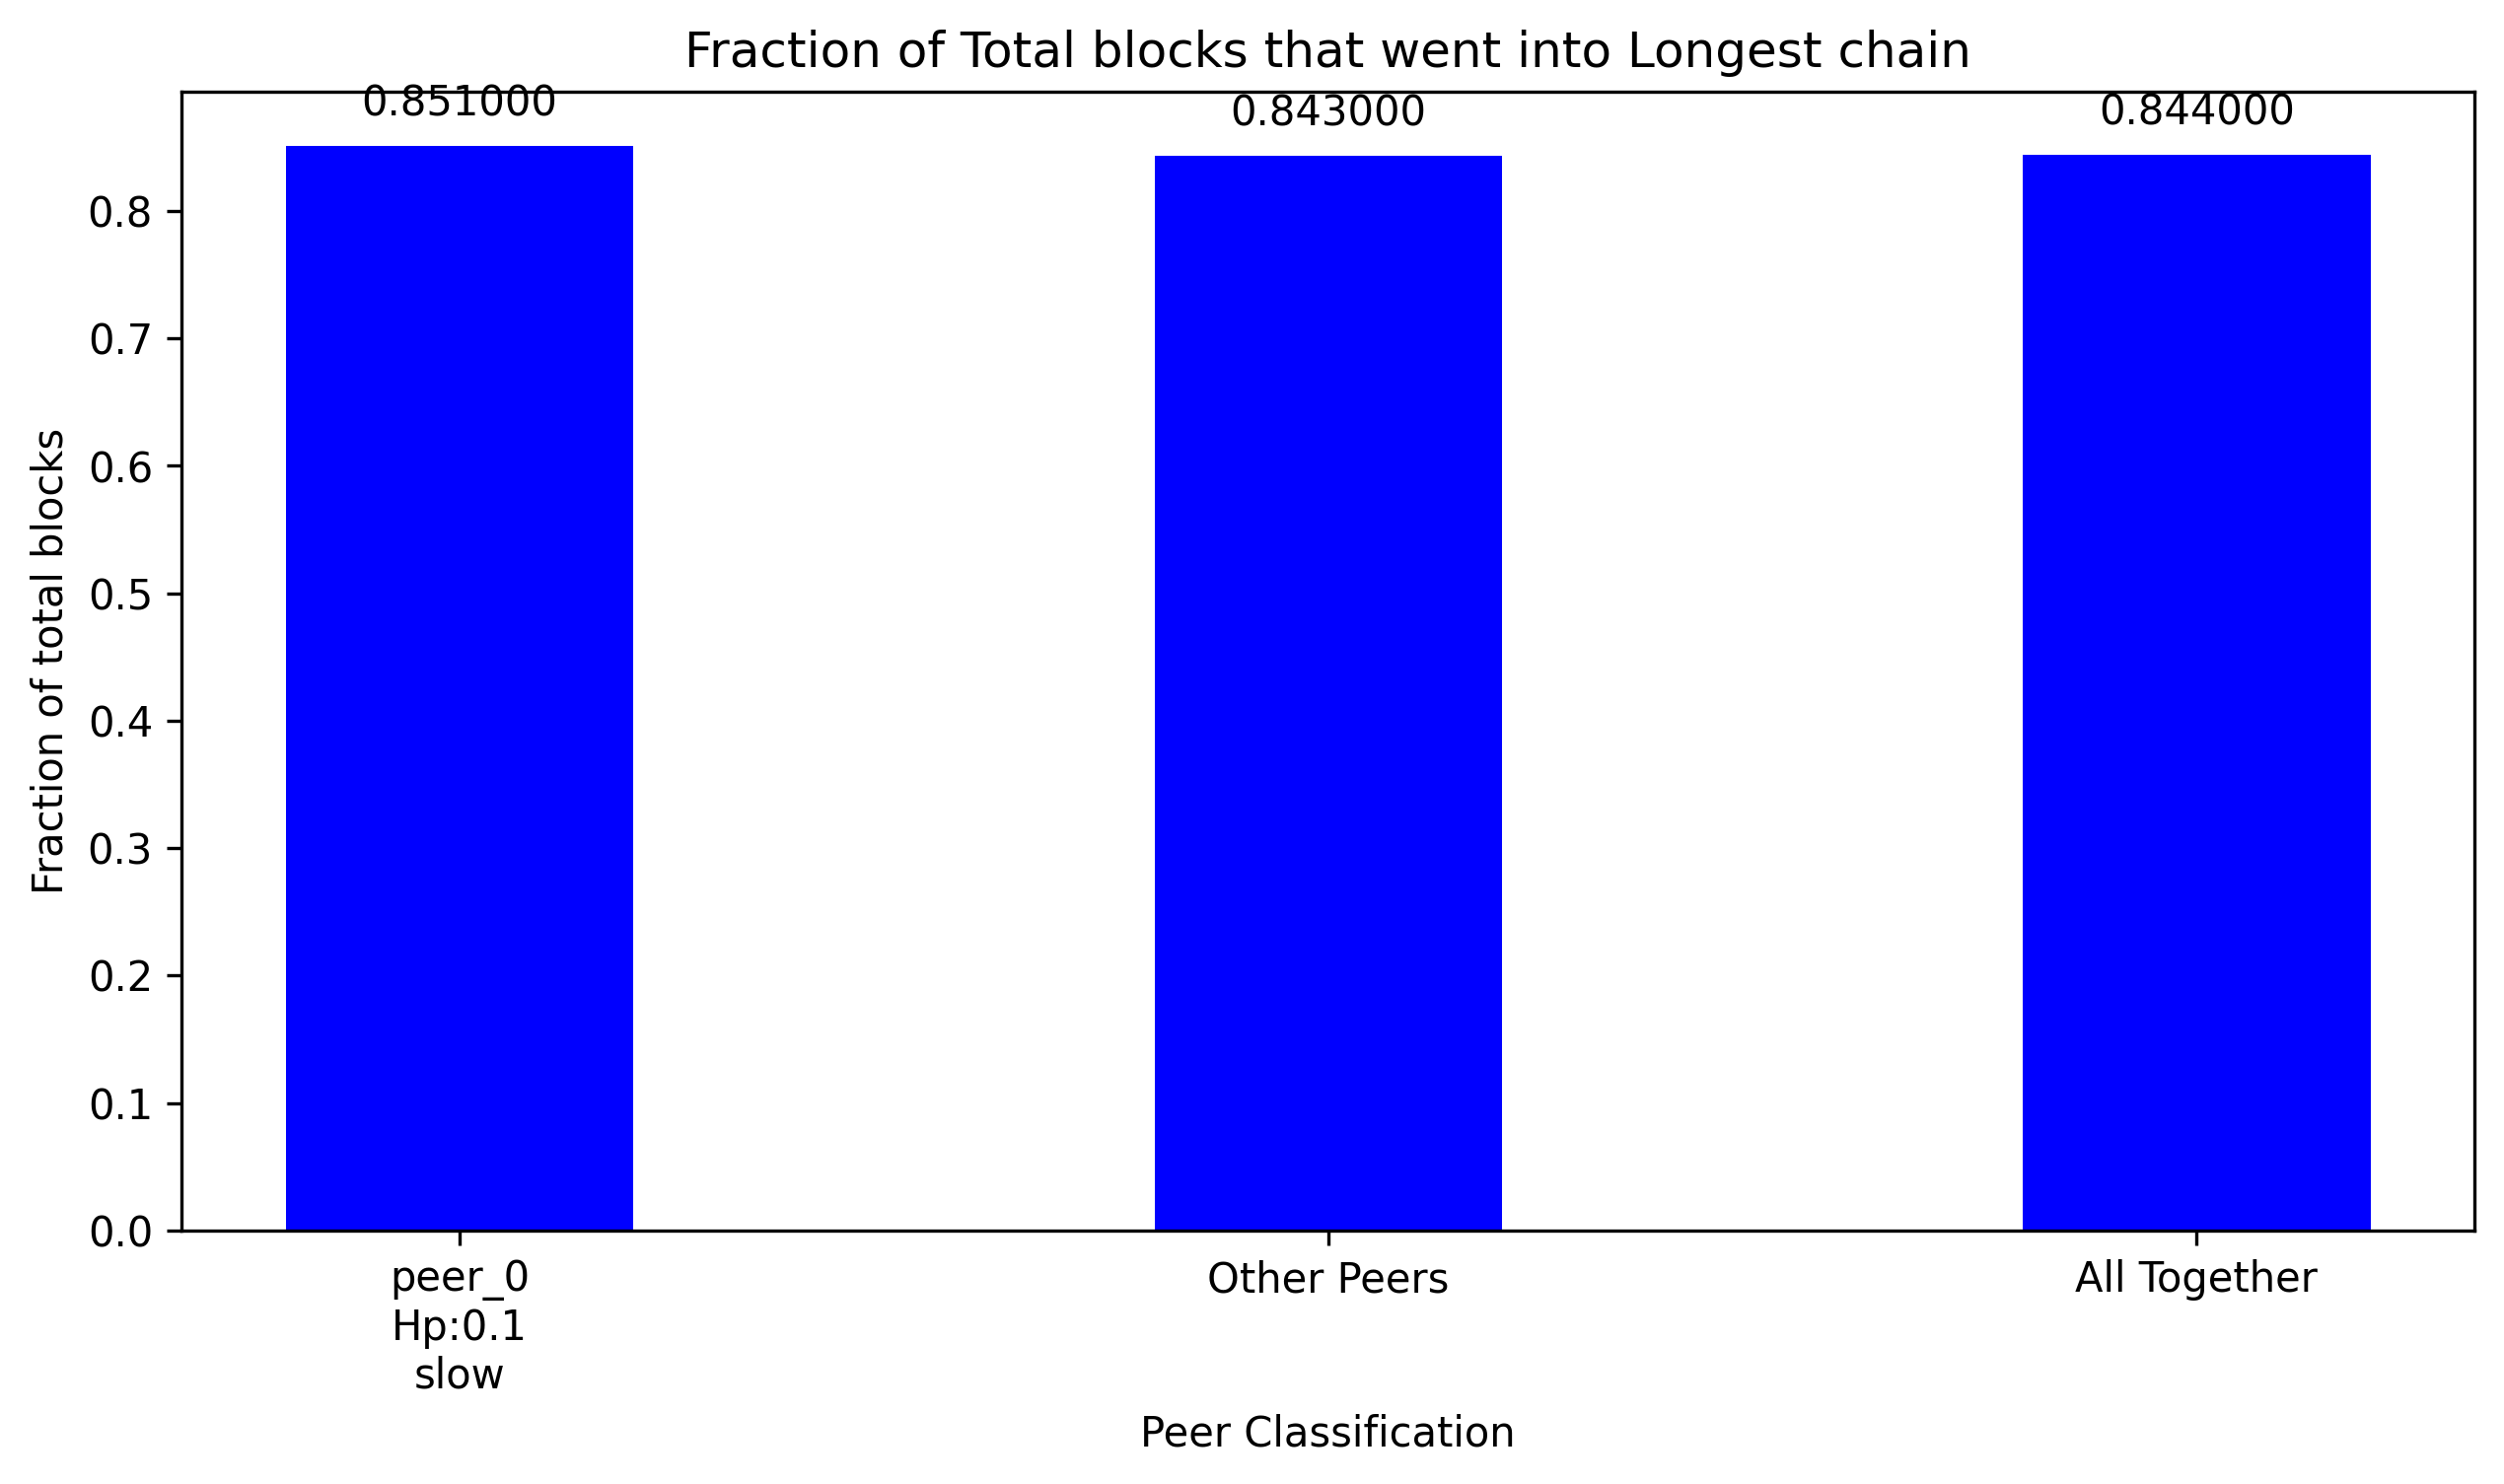 Fraction of Total blocks that went into Longest chain
0.851000
0.843000
0.844000
Fraction of total blocks
0.8
0.7
0.6
0.5
0.4
0.3
0.2
0.1
0.0
peer_0
Hp:0.1
slow
Other Peers
All Together
Peer Classification